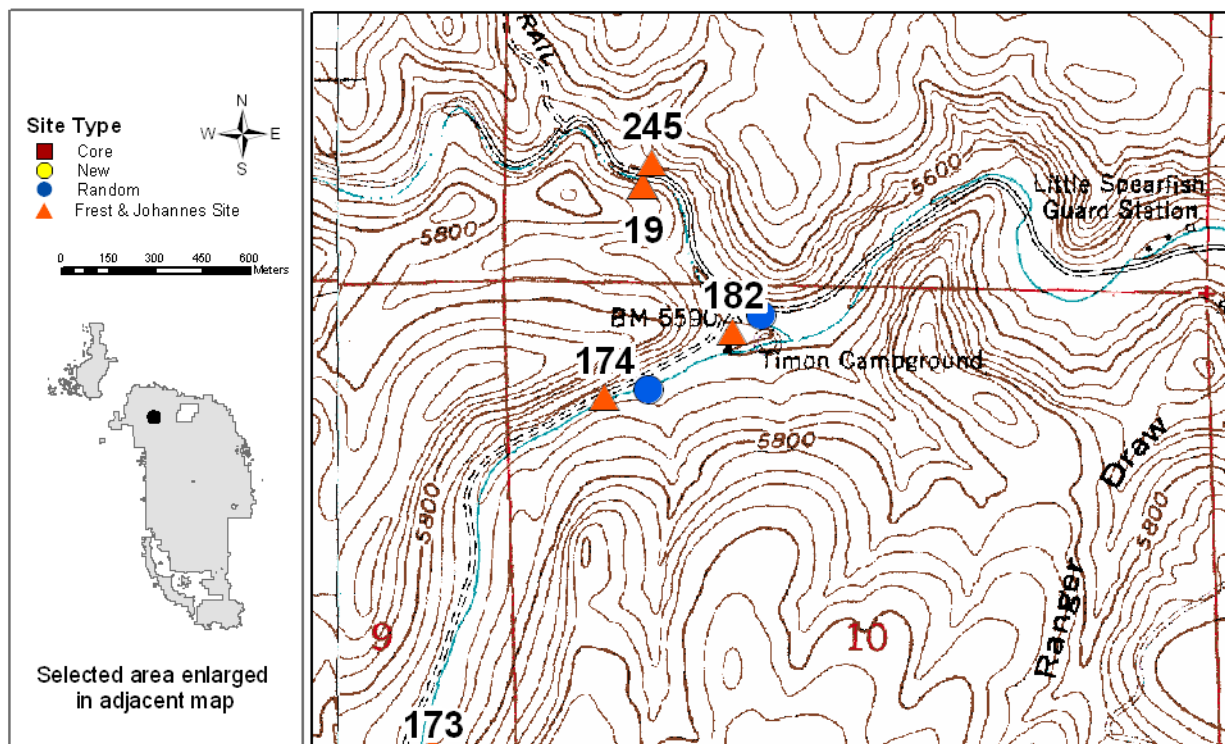 N
W E
S
Site Type
Core
New
Random
Frest & Johannes Site
0 150 300 450 600
Meters
Selected area enlarged
in adjacent map
RAIL
245
19
5800
5600
Little Spearfish
Guard Station
182
BM 5590
Timon Campground
174
5800
5800
Draw
5800
Ranger
9
10
173